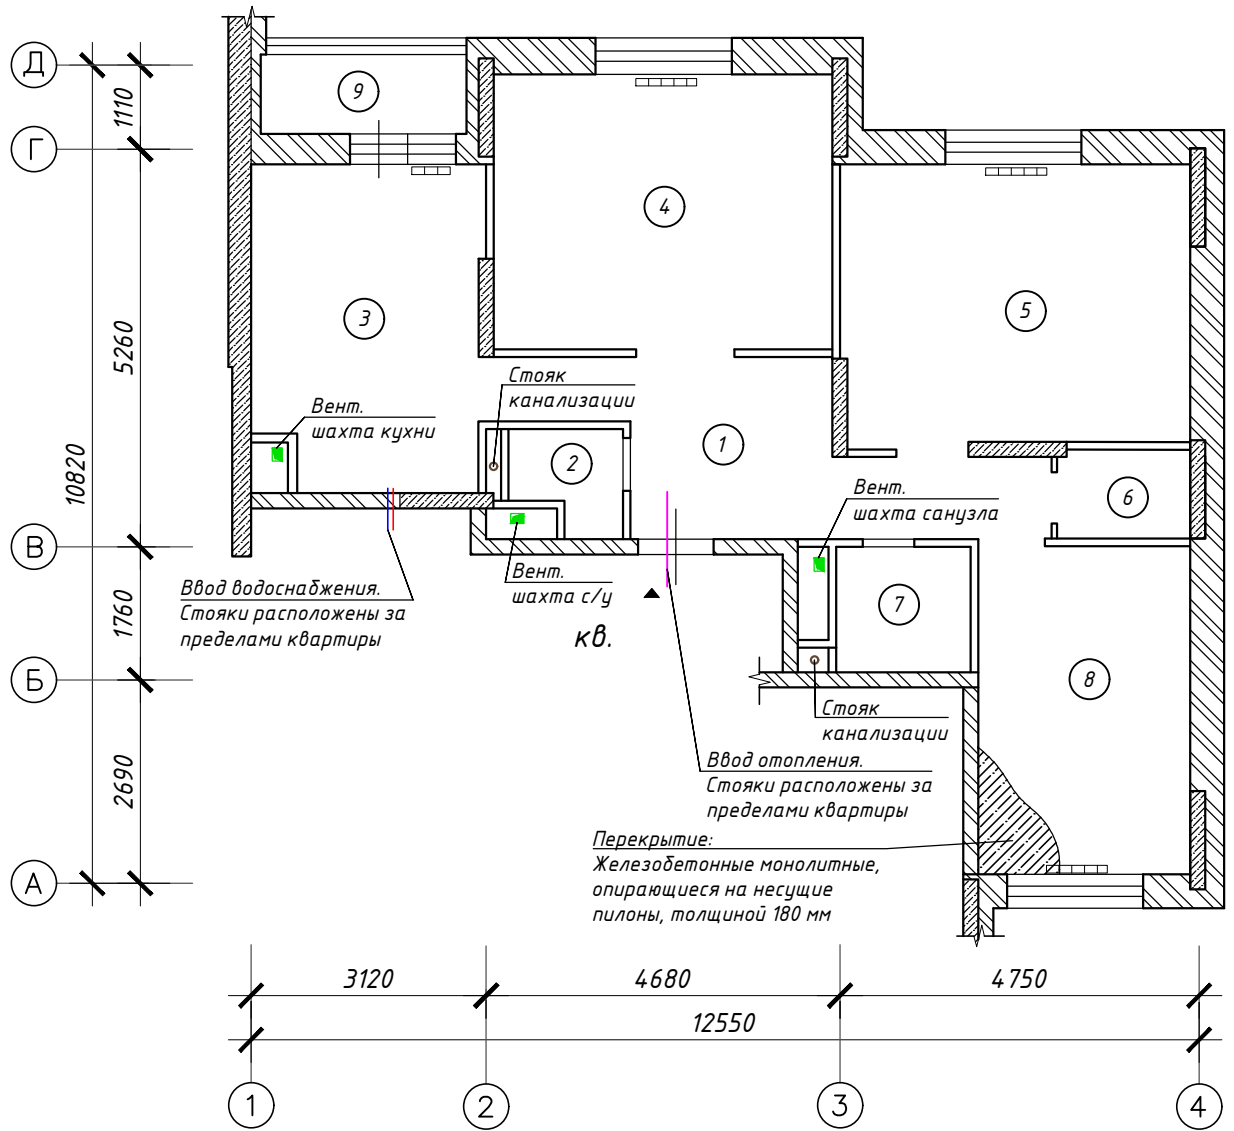 Д
9
1110
Г
4
3
5
5260
Стояк
канализации
Вент.
шахта кухни
1
2
10820
Вент.
шахта санузла
6
В
Ввод водоснабжения.
Стояки расположены за
пределами квартиры
Вент.
шахта с/у
кв.
1760
7
Б
8
Стояк
канализации
2690
Ввод отопления.
Стояки расположены за
пределами квартиры
Перекрытие:
Железобетонные монолитные,
опирающиеся на несущие
пилоны, толщиной 180 мм
А
3120
4680
4750
12550
1
2
3
4